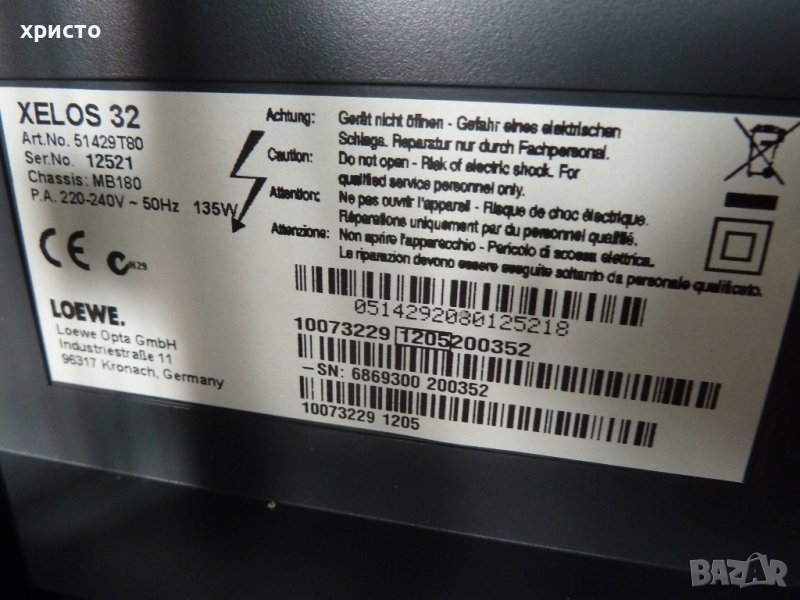 христо
XELOS 32
Art.No. 51429T80
Ser.No. 12521
Chassis: MB180
P.A. 220-240V ~ 50Hz 135W
Achtung: Gerät nicht öffnen - Gefahr eines elektrischen
Schlags. Reparatur nur durch Fachpersonal.
Caution: Do not open - Risk of electric shock. For
qualified service personnel only.
Attention: Ne pas ouvrir l'appareil - Risque de choc électrique.
Réparations uniquement par du personnel qualifié.
Attenzione: Non aprire l'apparecchio - Pericolo di scossa elettrica.
Le riparazioni devono essere eseguite soltanto da personale qualificato.
CE
N29
LOEWE.
Loewe Opta GmbH
Industriestraße 11
96317 Kronach, Germany
0514292080125218
10073229 1205200352
-SN: 6869300 200352
10073229 1205
BAZAR